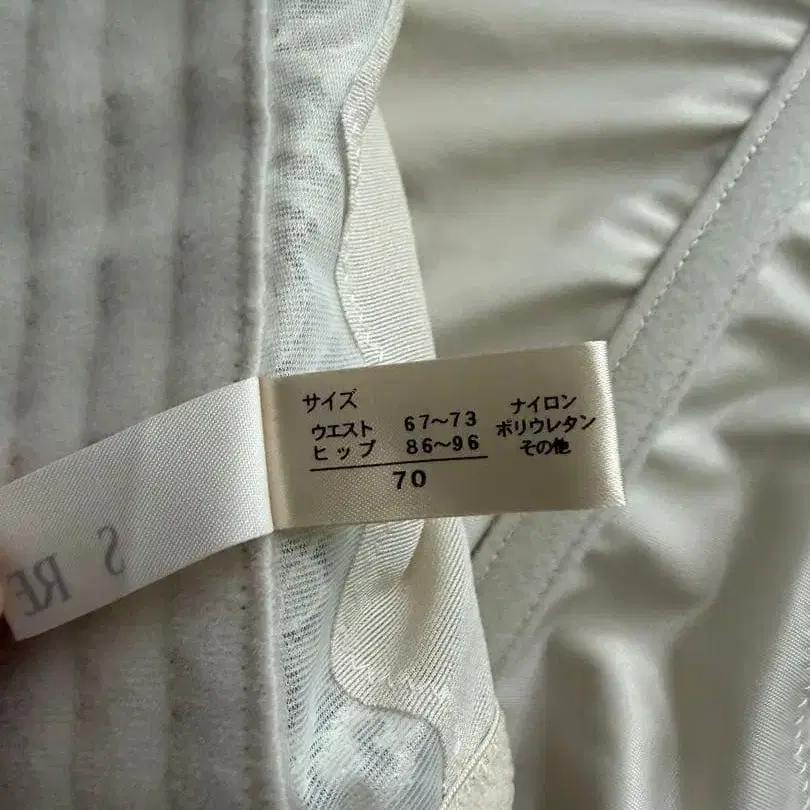 サイズ
ウエスト 67～73
ヒップ 86～96
70
ナイロン
ポリウレタン
その他
S RE